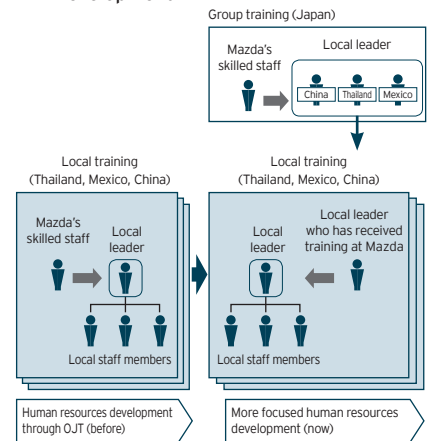 Group training (Japan)
Mazda's
skilled staff
Local leader
China
Thailand
Mexico
Local training
(Thailand, Mexico, China)
Mazda's
skilled staff
Local
leader
Local staff members
Local training
(Thailand, Mexico, China)
Local
leader
Local leader
who has received
training at Mazda
Local staff members
Human resources development
through OJT (before)
More focused human resources
development (now)